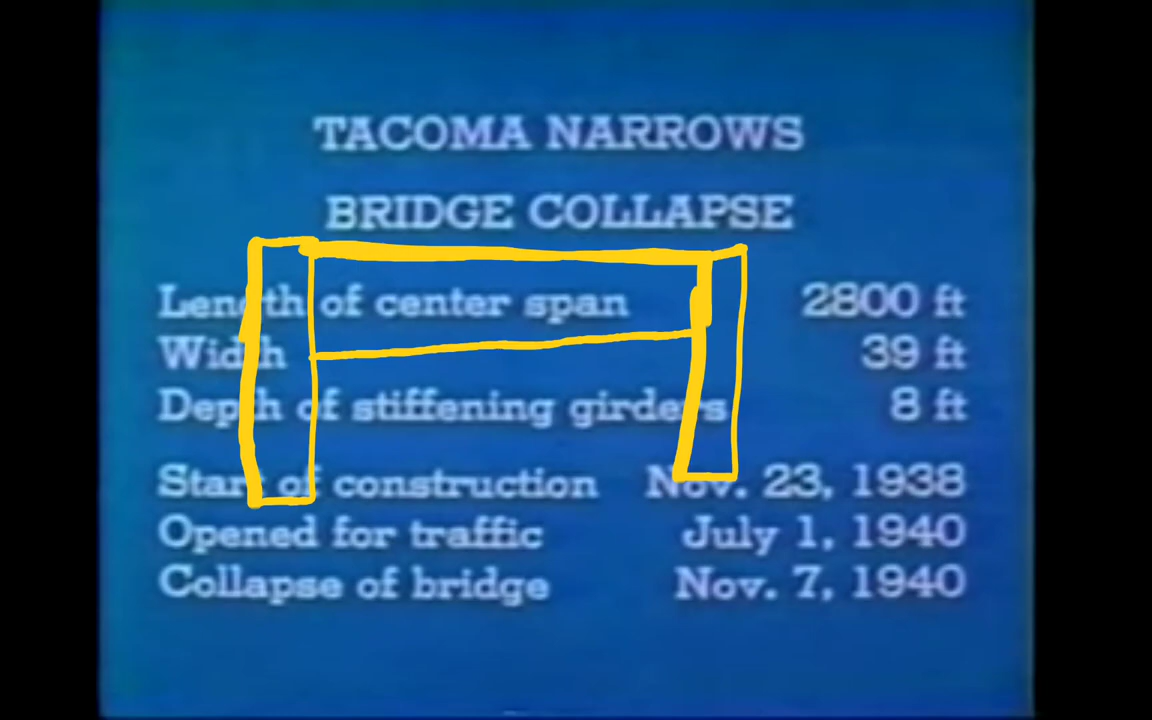 TACOMA NARROWS
BRIDGE COLLAPSE
Length of center span 2800 ft
Width 39 ft
Depth of stiffening girders 8 ft
Start of construction Nov. 23, 1938
Opened for traffic July 1, 1940
Collapse of bridge Nov. 7, 1940